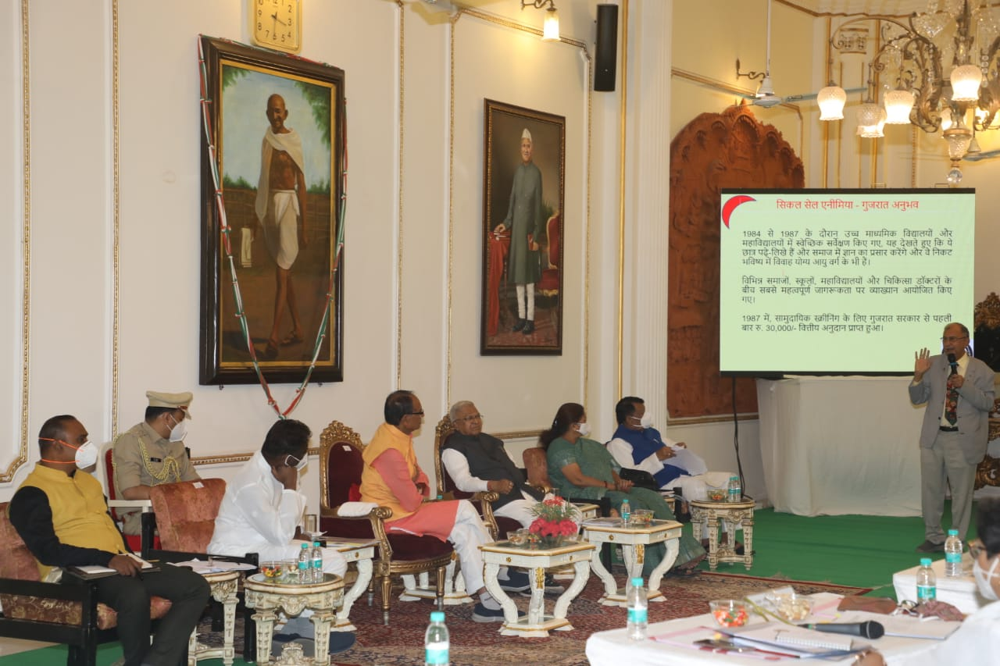 सिकल सेल एनीमिया - गुजरात अनुभव
1984 से 1987 के दौरान उच्च माध्यमिक विद्यालयों और
महाविद्यालयों में स्वेच्छिक सर्वेक्षण किए गए, यह देखते हुए कि ये
छात्र पढ़े-लिखे हैं और समाज में ज्ञान का प्रसार करेंगे और वे निकट
भविष्य में विवाह योग्य आयु वर्ग के भी हैं।
विभिन्न समाजों, स्कूलों, महाविद्यालयों और चिकित्सा डॉक्टरों के
बीच सबसे महत्वपूर्ण जागरूकता पर व्याख्यान आयोजित किए
गए।
1987 में, सामुदायिक स्क्रीनिंग के लिए गुजरात सरकार से पहली
बार रु. 30,000/- वित्तीय अनुदान प्राप्त हुआ।